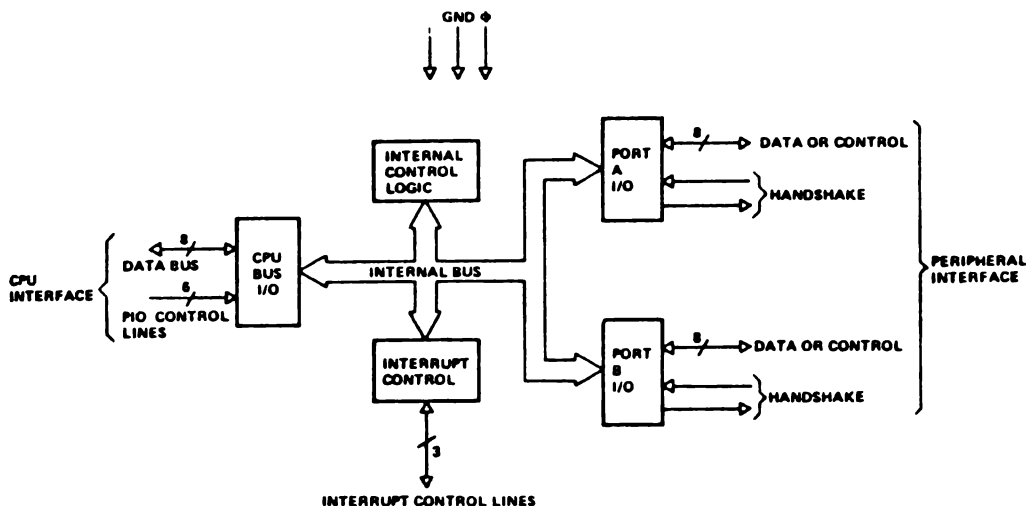 GND Φ
INTERNAL
CONTROL
LOGIC
PORT
A
I/O
8
DATA OR CONTROL
HANDSHAKE
CPU
INTERFACE
8
DATA BUS
6
PIO CONTROL
LINES
CPU
BUS
I/O
INTERNAL BUS
PERIPHERAL
INTERFACE
INTERRUPT
CONTROL
3
INTERRUPT CONTROL LINES
PORT
B
I/O
8
DATA OR CONTROL
HANDSHAKE